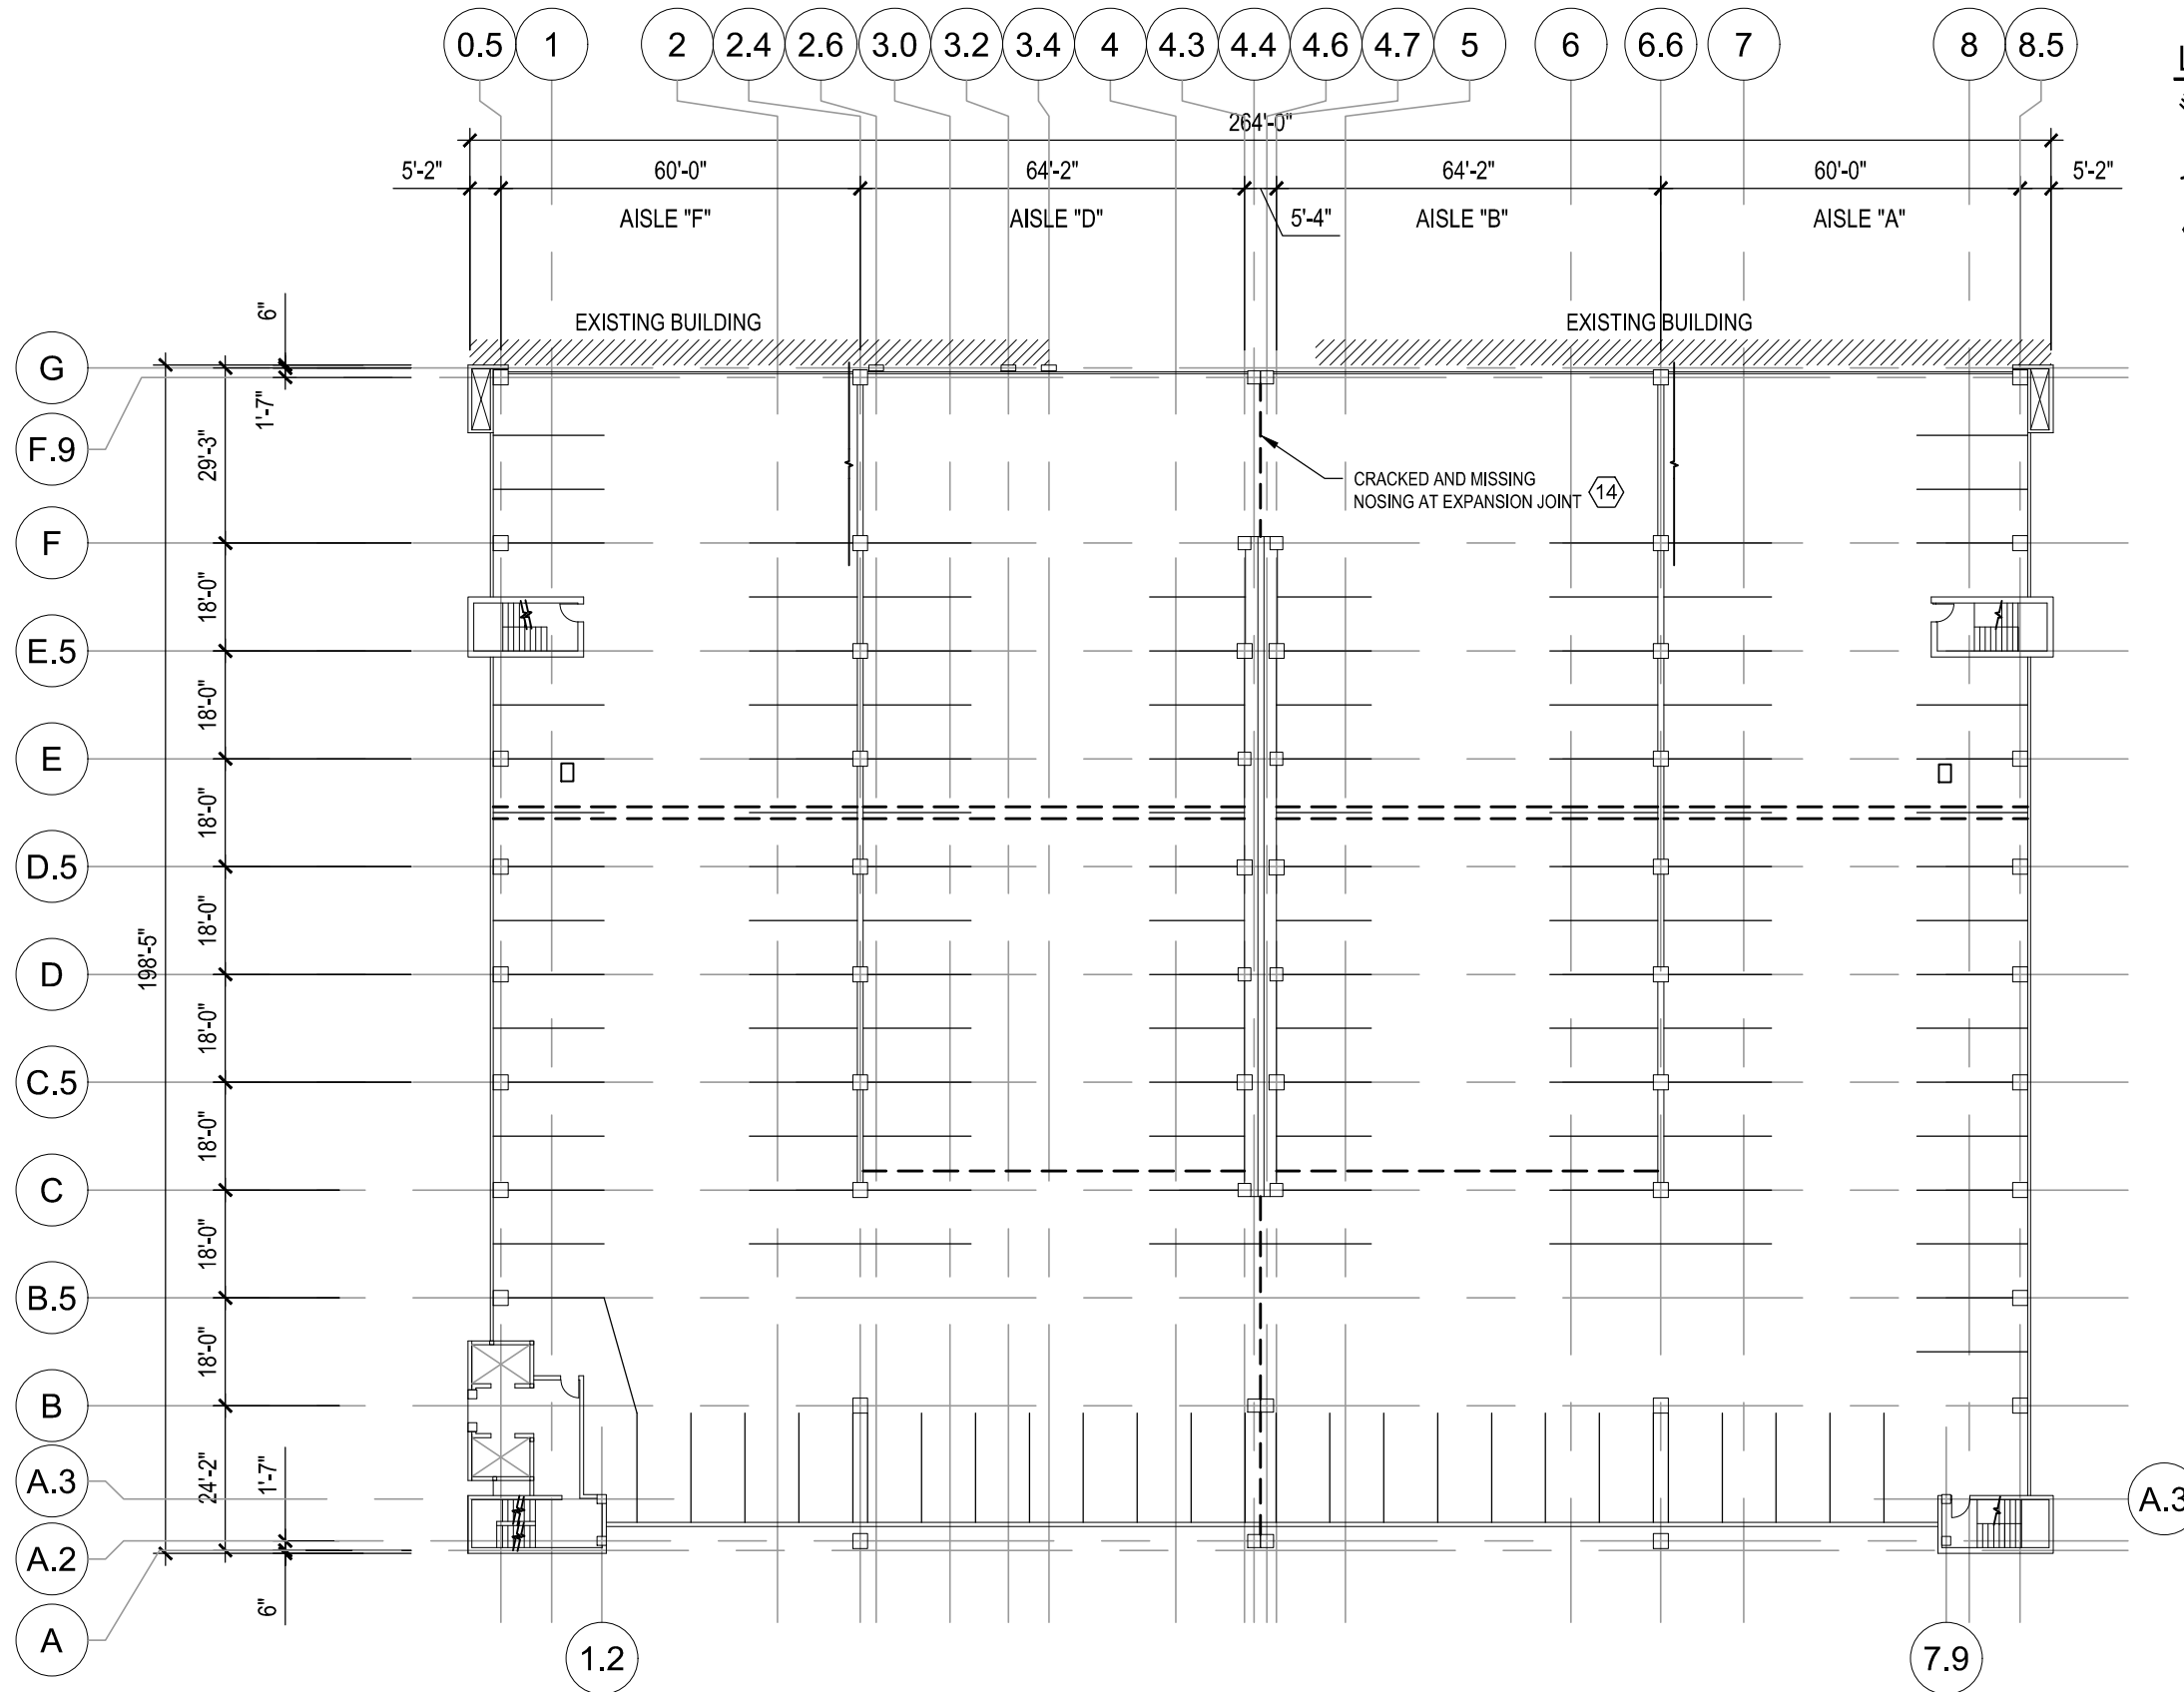 0.5 1 2 2.4 2.6 3.0 3.2 3.4 4 4.3 4.4 4.6 4.7 5 6 6.6 7 8 8.5
264'-0"
5'-2" 60'-0" 64'-2" 64'-2" 60'-0" 5'-2"
AISLE "F" AISLE "D" 5'-4" AISLE "B" AISLE "A"
EXISTING BUILDING EXISTING BUILDING
6"
G
1'-7"
F.9
29'-3"
CRACKED AND MISSING
NOSING AT EXPANSION JOINT 14
F
18'-0"
E.5
18'-0"
E
18'-0"
D.5
18'-0"
198'-5"
D
18'-0"
C.5
18'-0"
C
18'-0"
B.5
18'-0"
B
A.3
24'-2"
1'-7"
A.3
A.2
6"
A
1.2 7.9